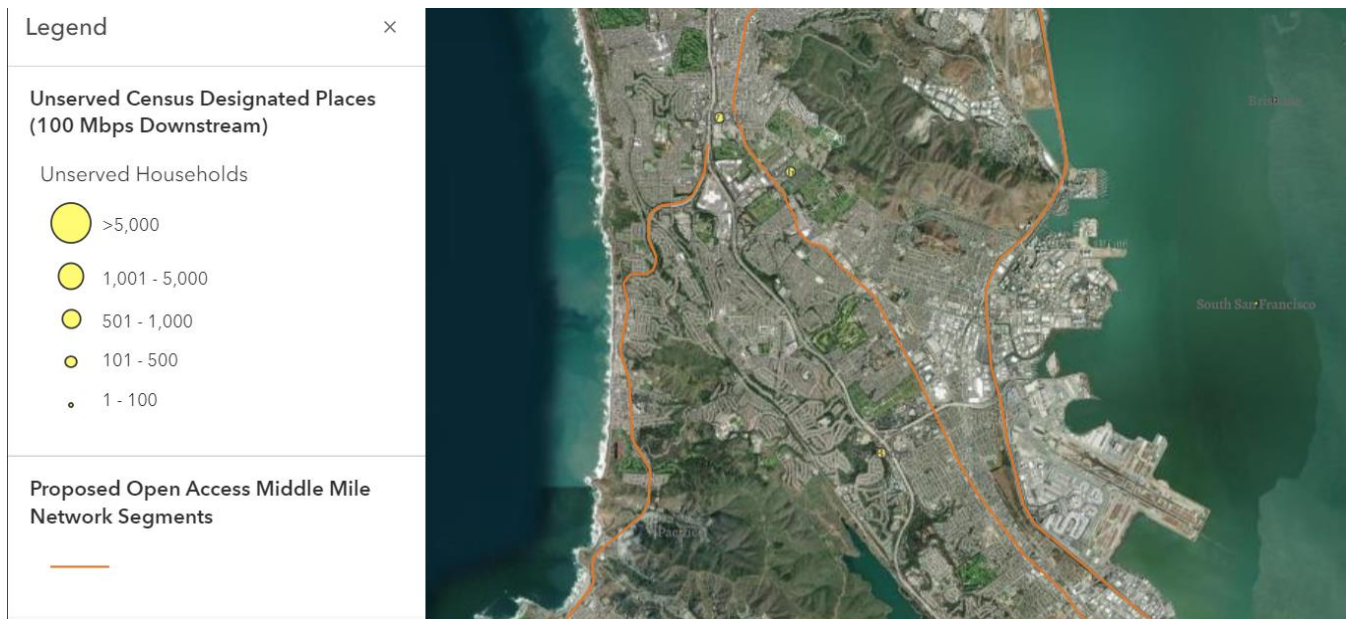 Legend
×
Unserved Census Designated Places
(100 Mbps Downstream)
Unserved Households
>5,000
1,001 - 5,000
501 - 1,000
101 - 500
1 - 100
Proposed Open Access Middle Mile
Network Segments
Brisbane
South San Francisco
Pacifica